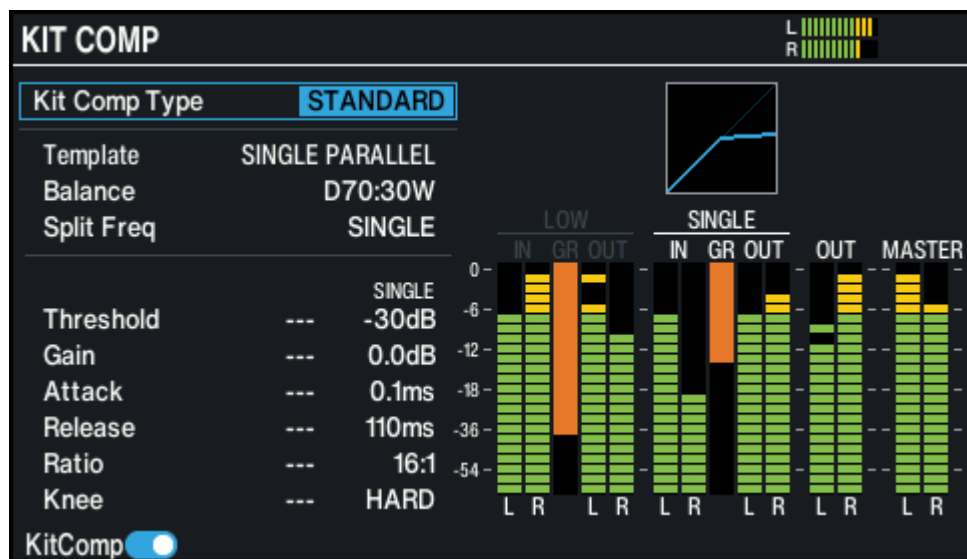 KIT COMP
L
R
Kit Comp Type STANDARD
Template SINGLE PARALLEL
Balance D70:30W
Split Freq SINGLE
SINGLE
Threshold --- -30dB
Gain --- 0.0dB
Attack --- 0.1ms
Release --- 110ms
Ratio --- 16:1
Knee --- HARD
KitComp
LOW SINGLE
IN GR OUT IN GR OUT OUT MASTER
0
-6
-12
-18
-36
-54
L R L R L R L R L R L R